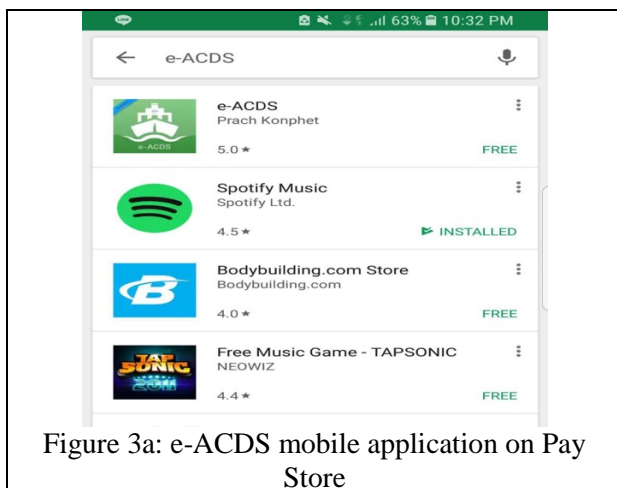 LINE
63% 10:32 PM
e-ACDS
e-ACDS
Prach Konphet
e-ACDS
5.0★ FREE
Spotify Music
Spotify Ltd.
4.5★ INSTALLED
Bodybuilding.com Store
Bodybuilding.com
B
4.0★ FREE
Free Music Game - TAPSONIC
NEOWIZ
TAP
SONIC
2011
4.4★ FREE
Figure 3a: e-ACDS mobile application on Pay
Store